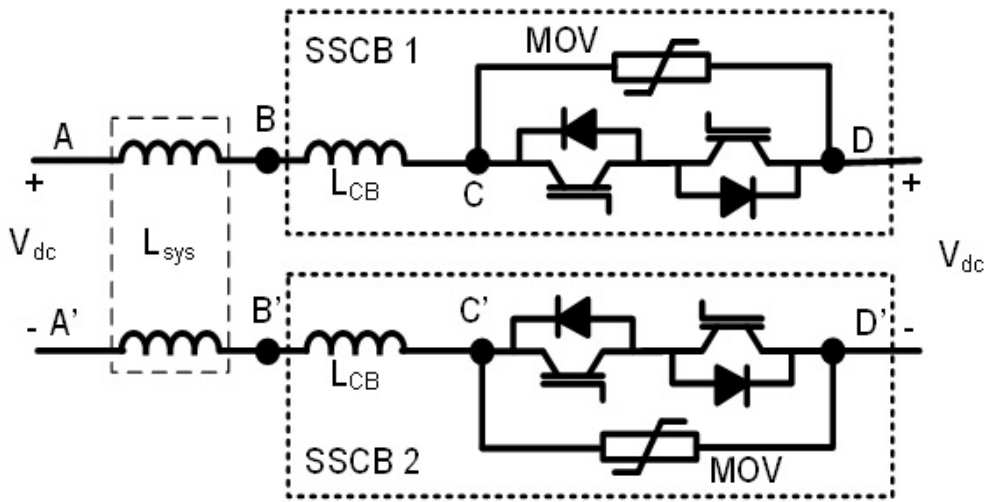 SSCB 1
MOV
A
B
D
+
L_CB
C
+
V_dc
L_sys
V_dc
- A'
B'
C'
D' -
L_CB
SSCB 2
MOV